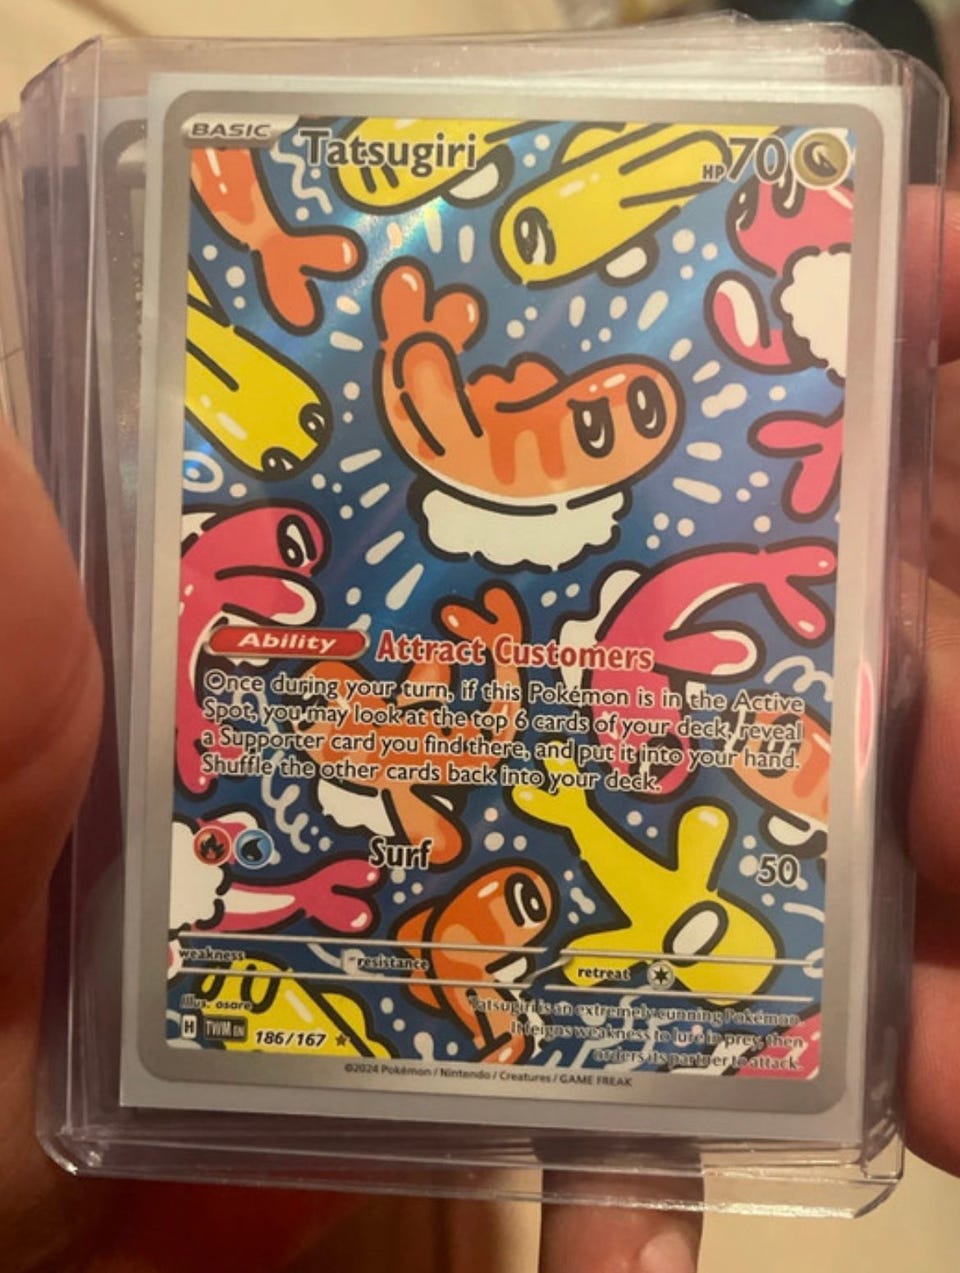 BASIC Tatsugiri HP70
Ability Attract Customers
Once during your turn, if this Pokémon is in the Active
Spot, you may look at the top 6 cards of your deck, reveal
a Supporter card you find there, and put it into your hand.
Shuffle the other cards back into your deck.
Surf 50
weakness resistance retreat
Illus. osare
Tatsugiri is an extremely cunning Pokémon.
It feigns weakness to lure in prey, then
orders its partner to attack.
H TWM EN 186/167 ★
©2024 Pokémon / Nintendo / Creatures / GAME FREAK